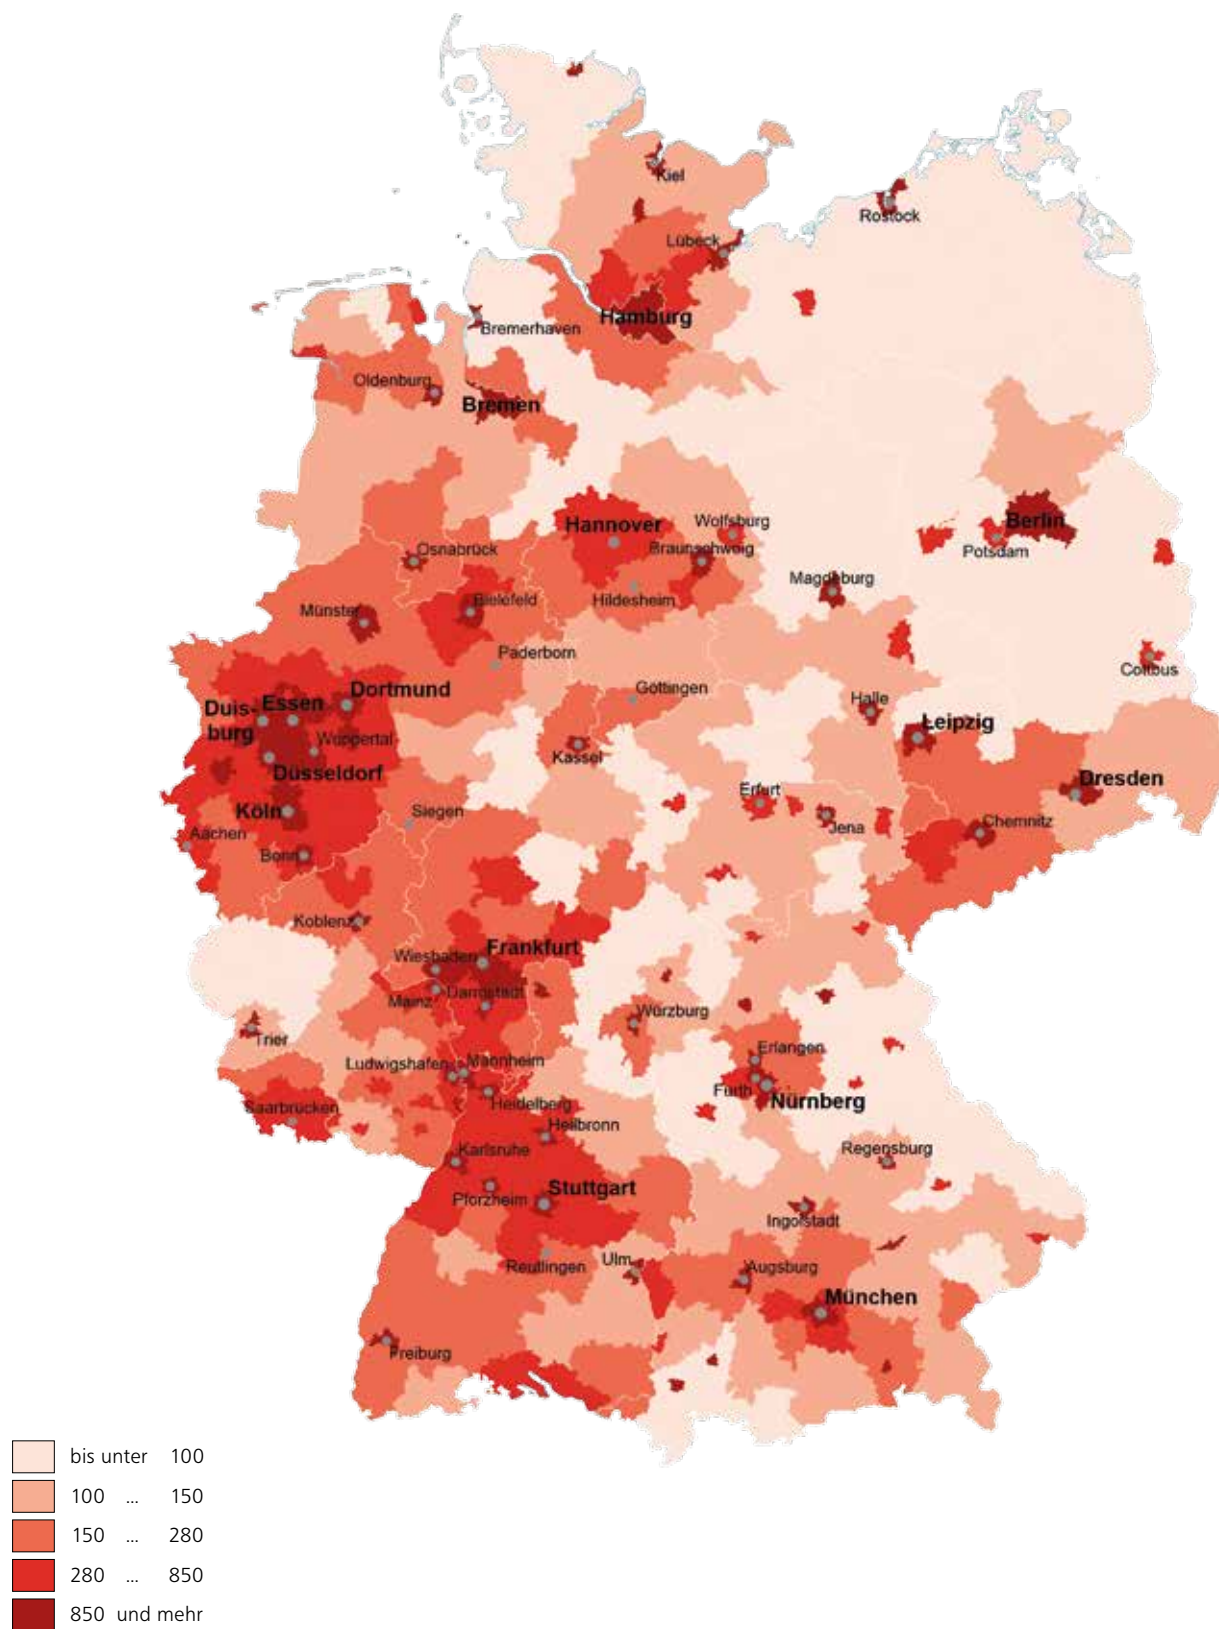 Kiel
Rostock
Lübeck
Hamburg
Bremerhaven
Oldenburg
Bremen
Hannover
Wolfsburg
Berlin
Osnabrück
Braunschweig
Potsdam
Magdeburg
Bielefeld
Hildesheim
Münster
Paderborn
Cottbus
Göttingen
Dortmund
Essen
Halle
Duis-
burg
Leipzig
Wuppertal
Kassel
Düsseldorf
Dresden
Erfurt
Köln
Siegen
Chemnitz
Jena
Aachen
Bonn
Koblenz
Frankfurt
Wiesbaden
Darmstadt
Mainz
Würzburg
Trier
Erlangen
Ludwigshafen
Mannheim
Fürth
Nürnberg
Heidelberg
Saarbrücken
Heilbronn
Karlsruhe
Regensburg
Stuttgart
Pforzheim
Ingolstadt
Ulm
Reutlingen
Augsburg
München
Freiburg
bis unter 100
100 ... 150
150 ... 280
280 ... 850
850 und mehr